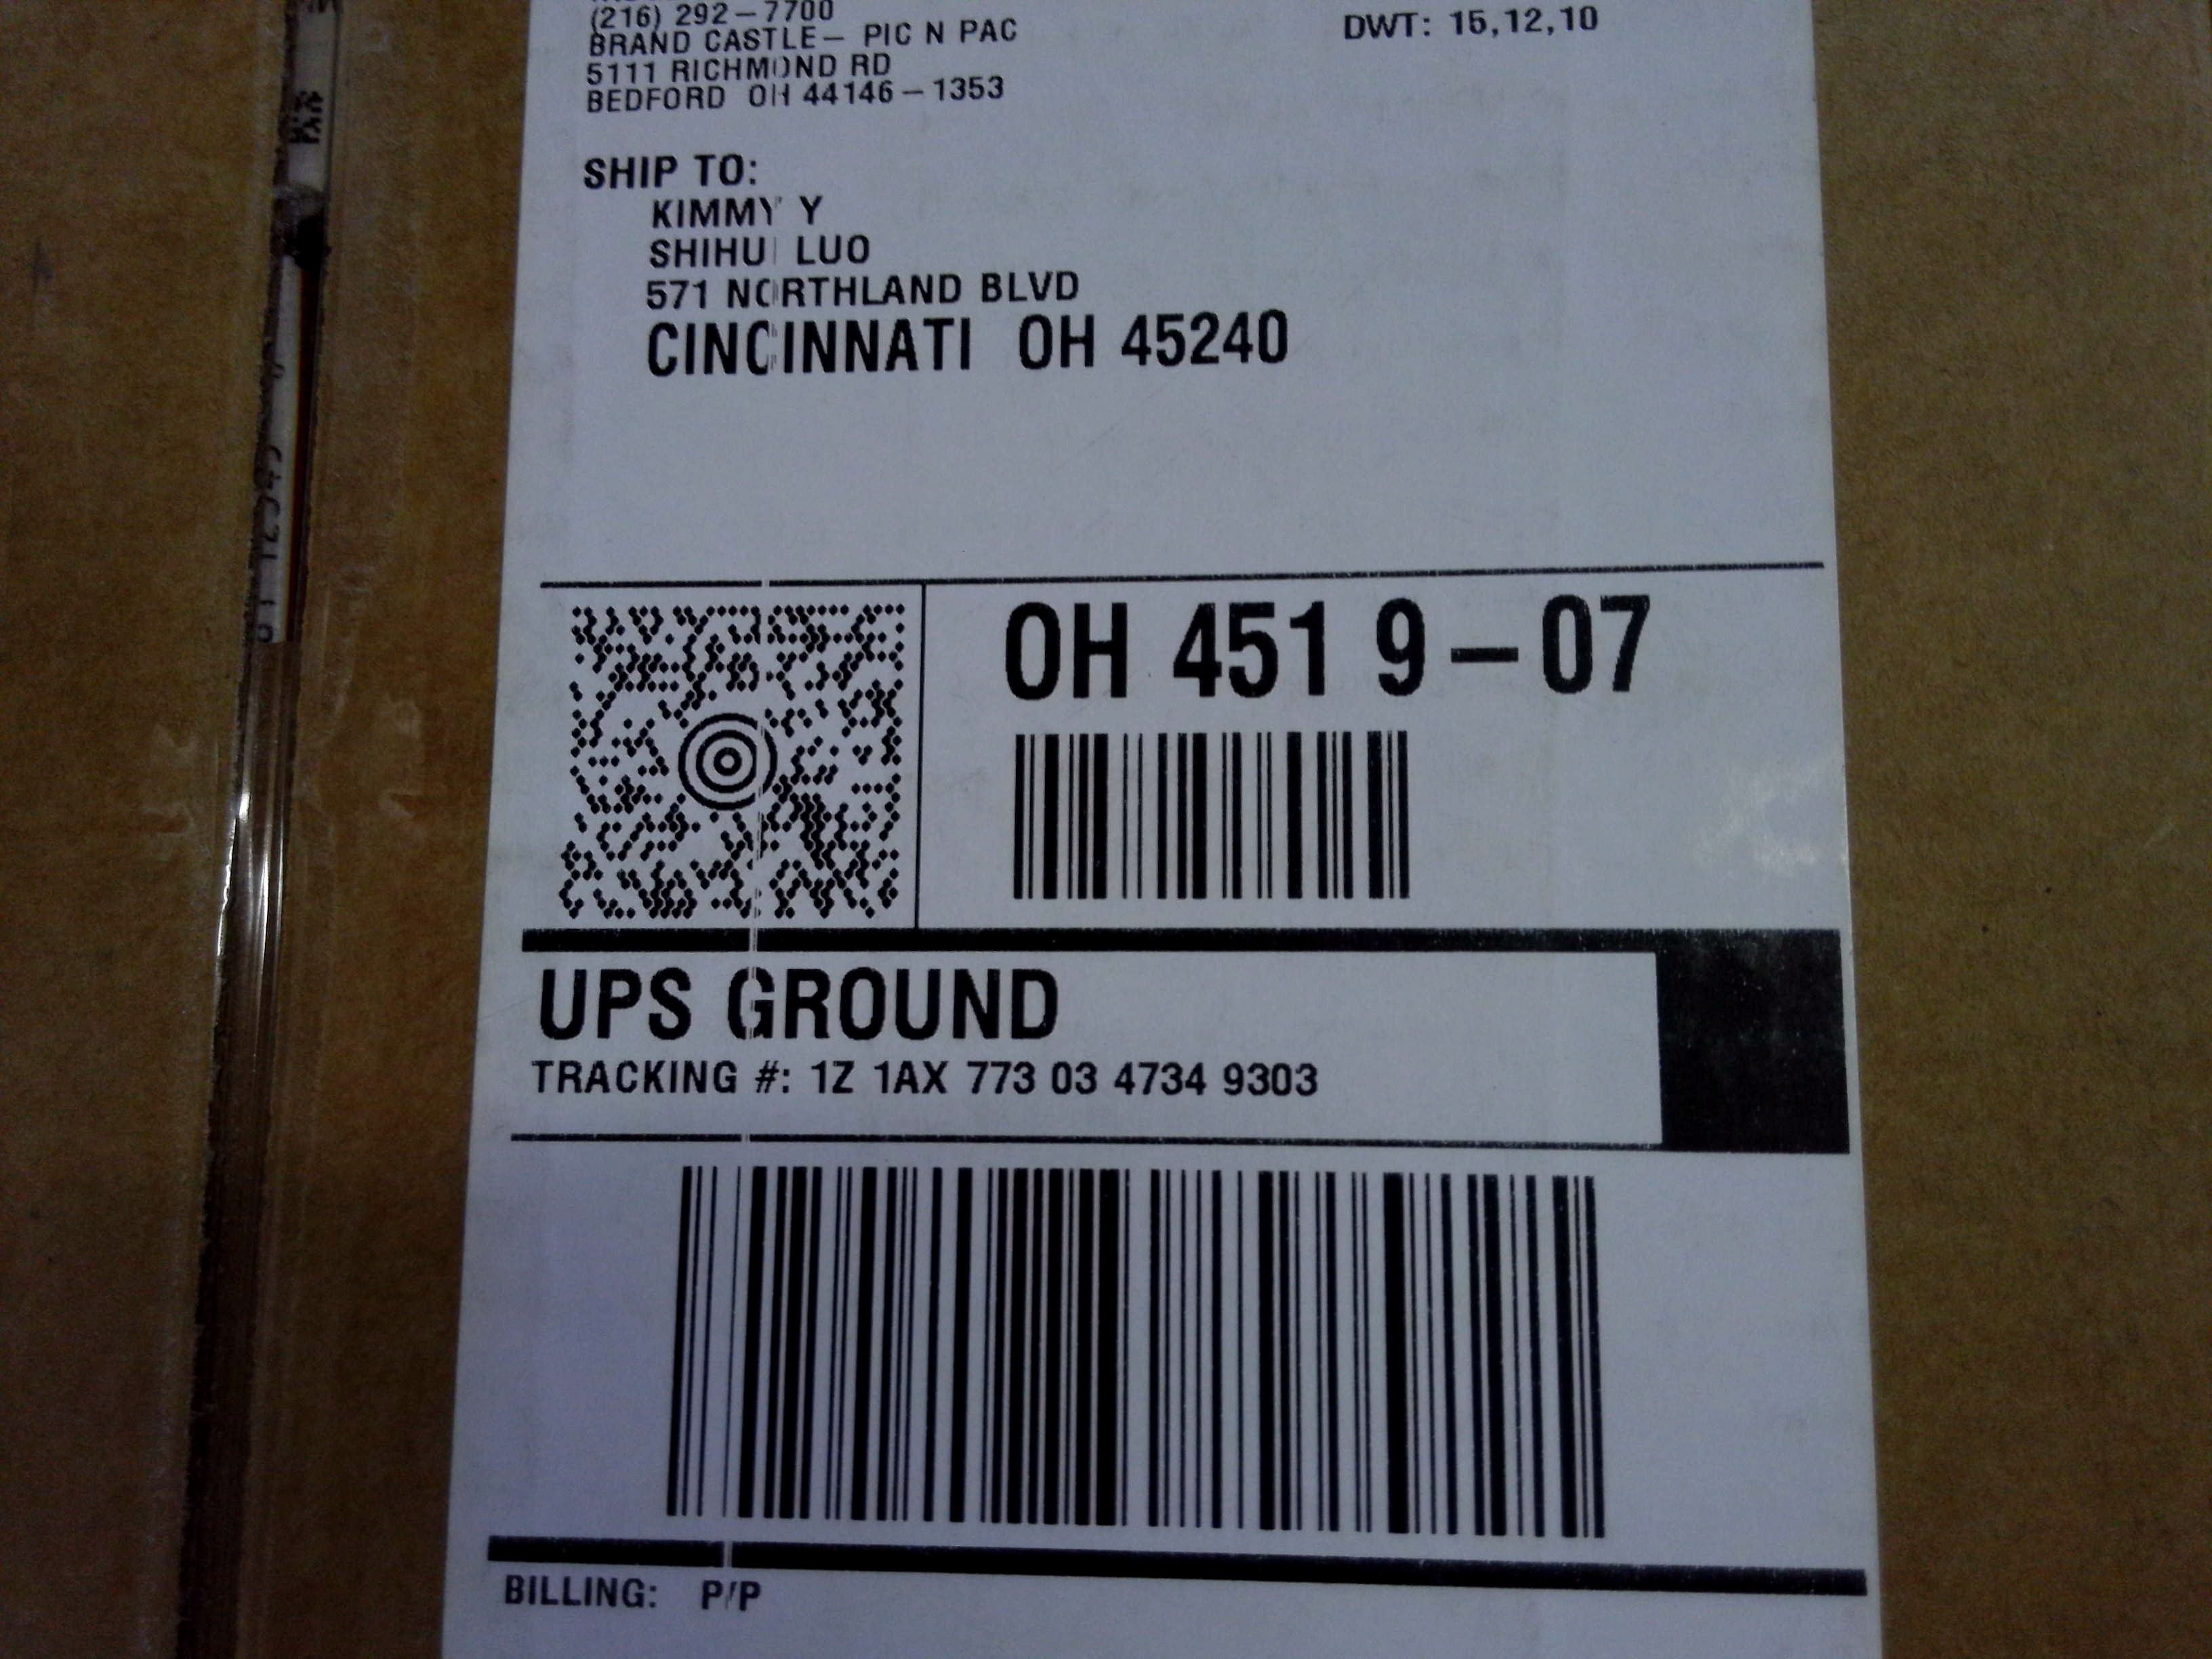 (216) 292-7700
BRAND CASTLE- PIC N PAC
5111 RICHMOND RD
BEDFORD OH 44146-1353
DWT: 15,12,10
SHIP TO:
KIMMY Y
SHIHUI LUO
571 NORTHLAND BLVD
CINCINNATI OH 45240
OH 451 9-07
UPS GROUND
TRACKING #: 1Z 1AX 773 03 4734 9303
BILLING: P/P